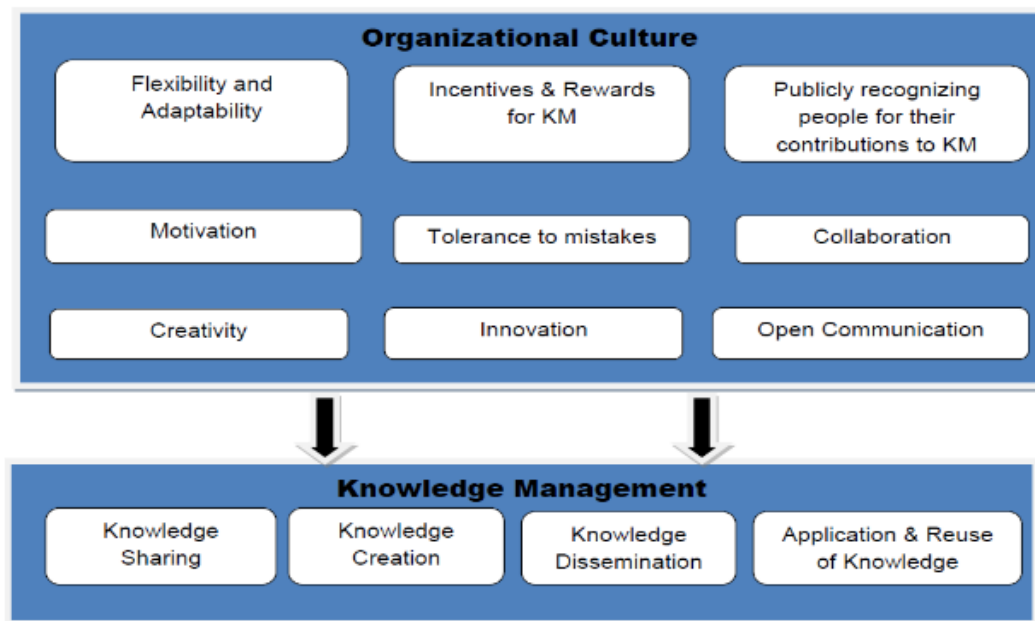 Organizational Culture
Flexibility and
Adaptability
Incentives & Rewards
for KM
Publicly recognizing
people for their
contributions to KM
Motivation
Tolerance to mistakes
Collaboration
Creativity
Innovation
Open Communication
Knowledge Management
Knowledge
Sharing
Knowledge
Creation
Knowledge
Dissemination
Application & Reuse
of Knowledge